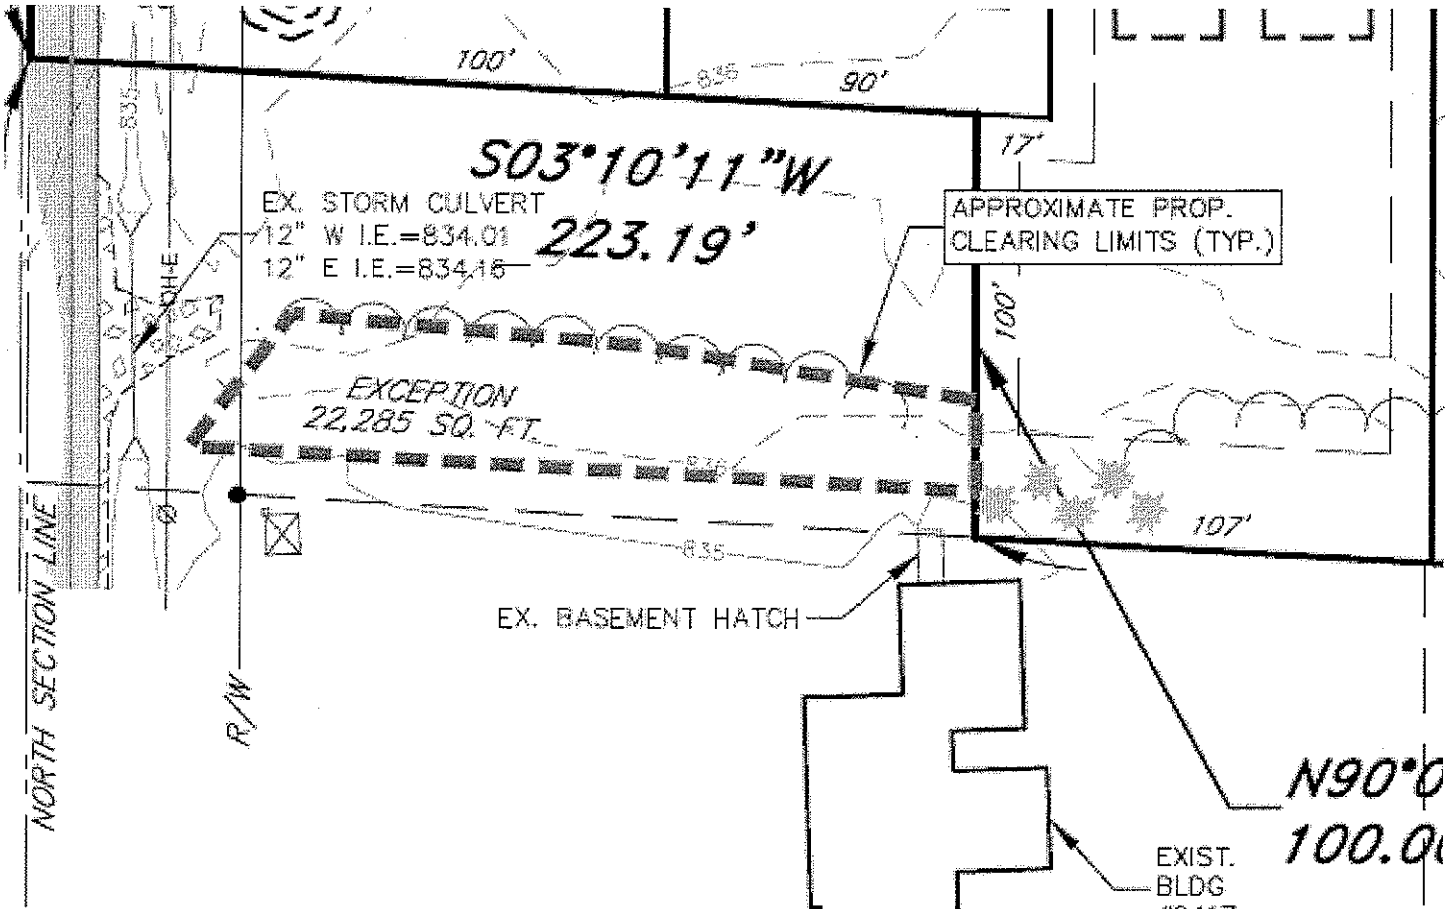 100'
835
90'
835
17'
S03°10'11"W
223.19'
EX. STORM CULVERT
12" W I.E.=834.01
12" E I.E.=834.16
OH-E
APPROXIMATE PROP.
CLEARING LIMITS (TYP.)
100'
EXCEPTION
22,285 SQ. FT.
836
835
107'
NORTH SECTION LINE
R/W
EX. BASEMENT HATCH
N90°0
100.00
EXIST.
BLDG